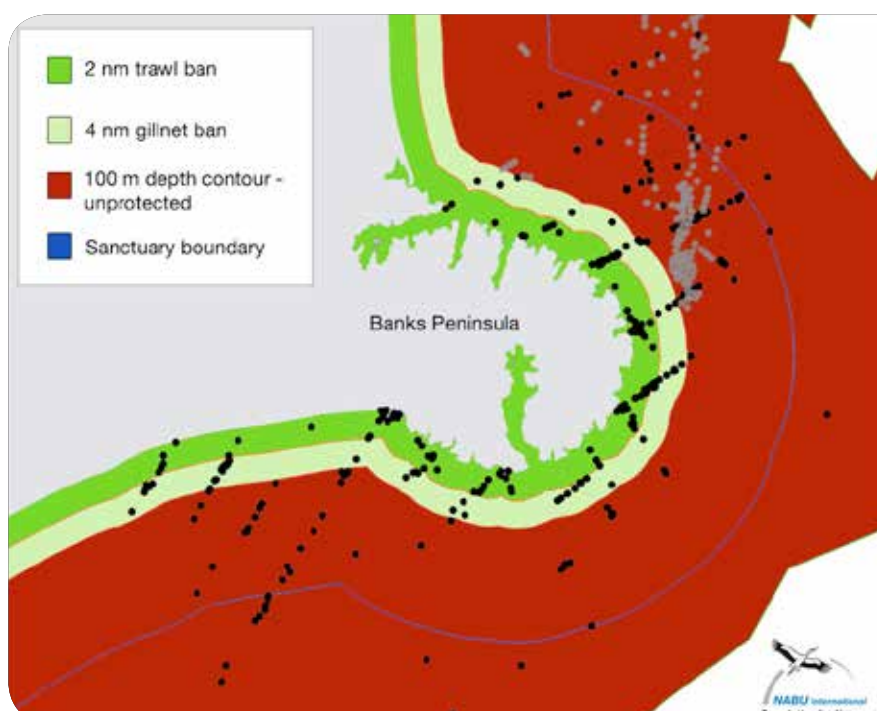 2 nm trawl ban
4 nm gillnet ban
100 m depth contour -
unprotected
Sanctuary boundary
Banks Peninsula
NABU International